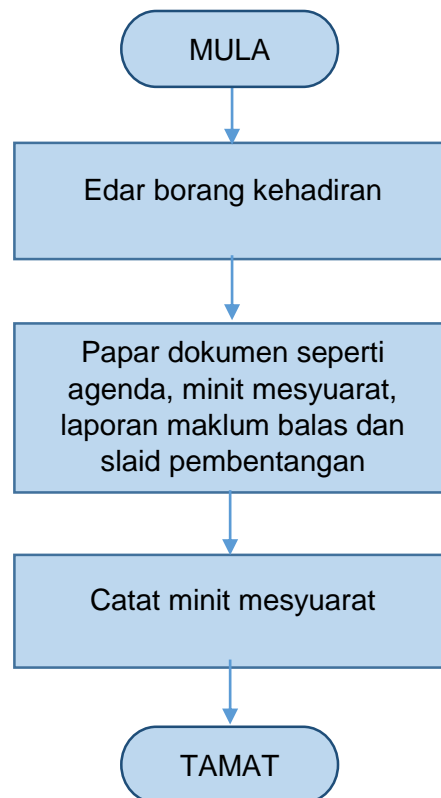 MULA
Edar borang kehadiran
Papar dokumen seperti
agenda, minit mesyuarat,
laporan maklum balas dan
slaid pembentangan
Catat minit mesyuarat
TAMAT